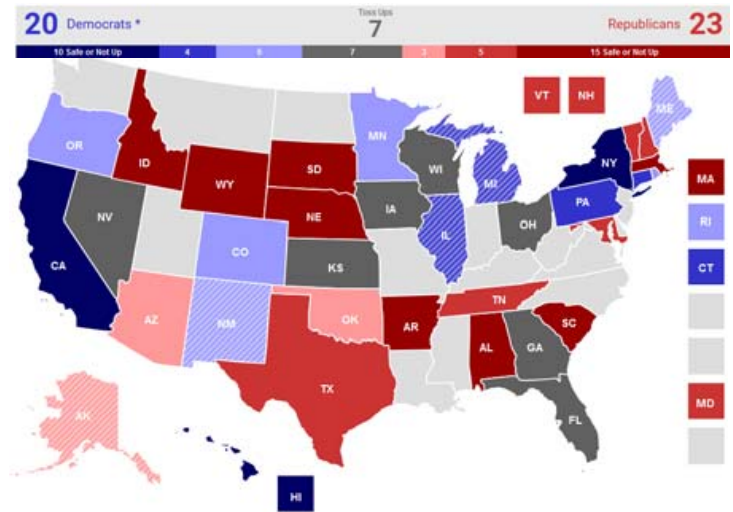 20 Democrats *
Toss Ups
7
Republicans 23
10 Safe or Not Up
4
6
7
3
5
15 Safe or Not Up
VT
NH
ME
OR
ID
MN
WI
NY
SD
WY
MI
MA
NE
IA
PA
RI
NV
IL
OH
CO
CA
KS
CT
TN
AZ
NM
OK
AR
SC
AL
GA
TX
AK
MD
FL
HI